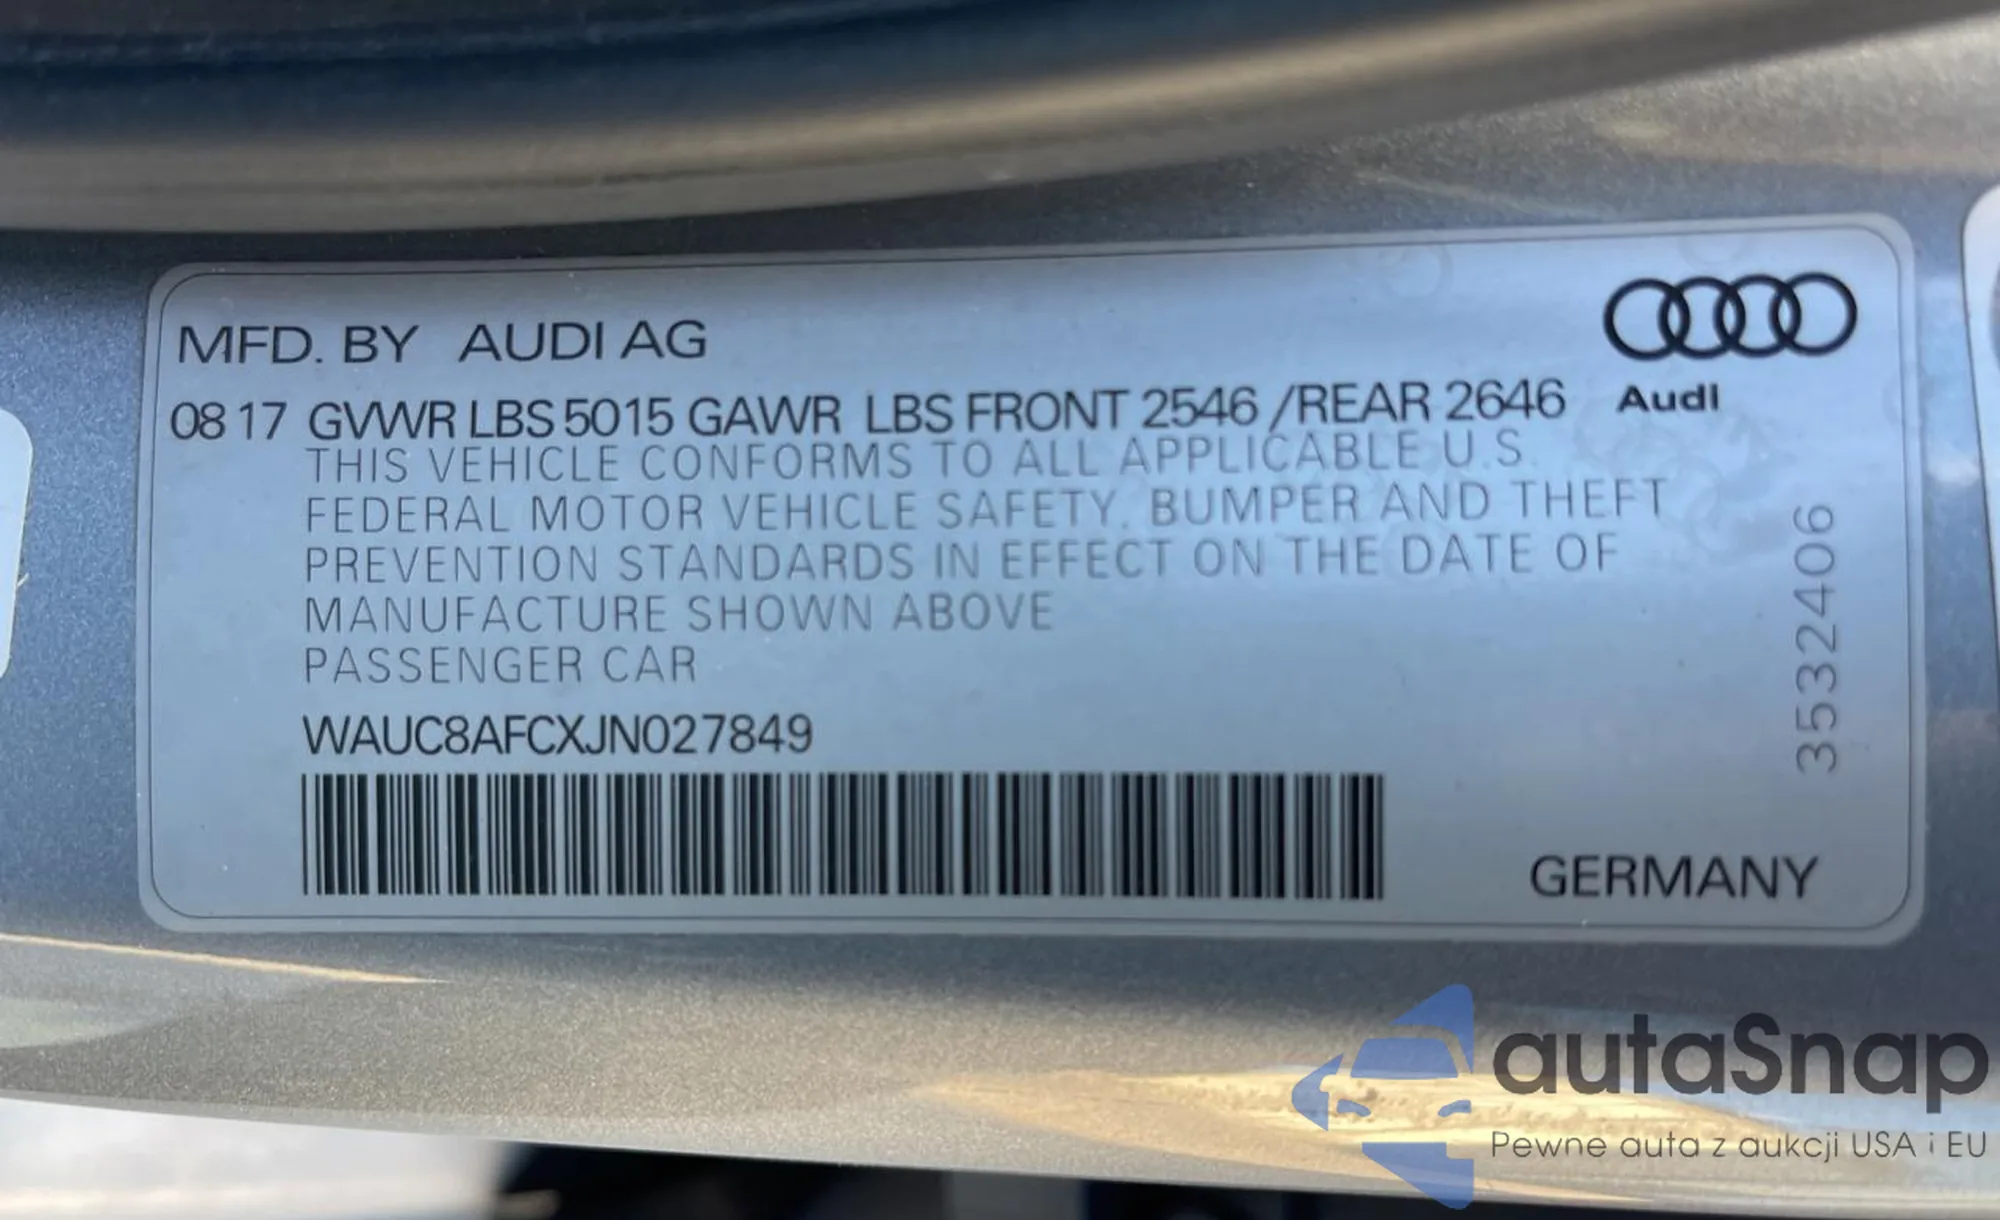 MFD. BY AUDI AG
Audi
08 17 GVWR LBS 5015 GAWR LBS FRONT 2546 /REAR 2646
THIS VEHICLE CONFORMS TO ALL APPLICABLE U.S.
FEDERAL MOTOR VEHICLE SAFETY, BUMPER AND THEFT
PREVENTION STANDARDS IN EFFECT ON THE DATE OF
MANUFACTURE SHOWN ABOVE
PASSENGER CAR
WAUC8AFCXJN027849
3532406
GERMANY
autaSnap
Pewne auta z aukcji USA i EU